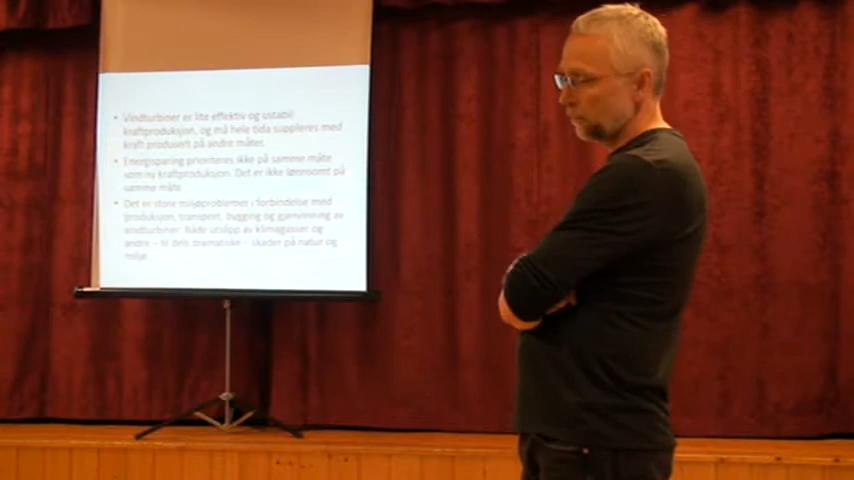 • Vindturbiner er lite effektiv og ustabil
kraftproduksjon, og må hele tida suppleres med
kraft produsert på andre måter.
• Energisparing prioriteres ikke på samme måte
som ny kraftproduksjon. Det er ikke lønnsomt på
samme måte.
• Det er store miljøproblemer i forbindelse med
produksjon, transport, bygging og gjenvinning av
vindturbiner. Både utslipp av klimagasser og
andre – til dels dramatiske – skader på natur og
miljø.